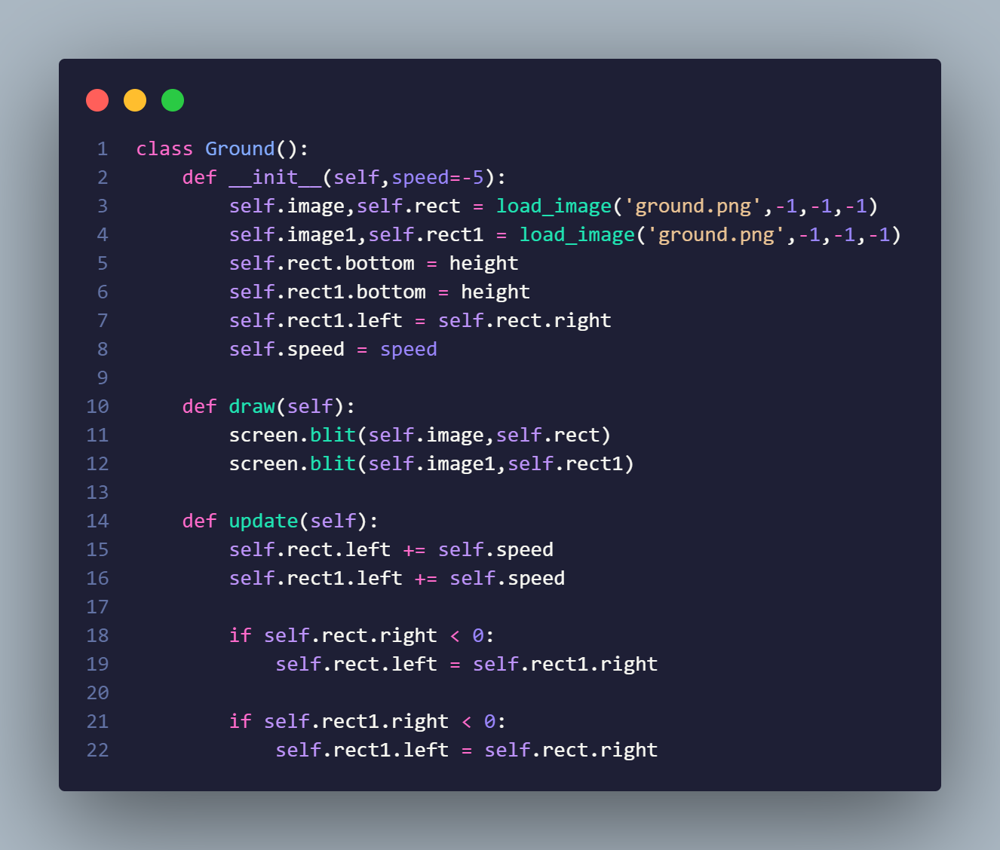 1 class Ground():
2     def __init__(self,speed=-5):
3         self.image,self.rect = load_image('ground.png',-1,-1,-1)
4         self.image1,self.rect1 = load_image('ground.png',-1,-1,-1)
5         self.rect.bottom = height
6         self.rect1.bottom = height
7         self.rect1.left = self.rect.right
8         self.speed = speed
9
10     def draw(self):
11         screen.blit(self.image,self.rect)
12         screen.blit(self.image1,self.rect1)
13
14     def update(self):
15         self.rect.left += self.speed
16         self.rect1.left += self.speed
17
18         if self.rect.right < 0:
19             self.rect.left = self.rect1.right
20
21         if self.rect1.right < 0:
22             self.rect1.left = self.rect.right